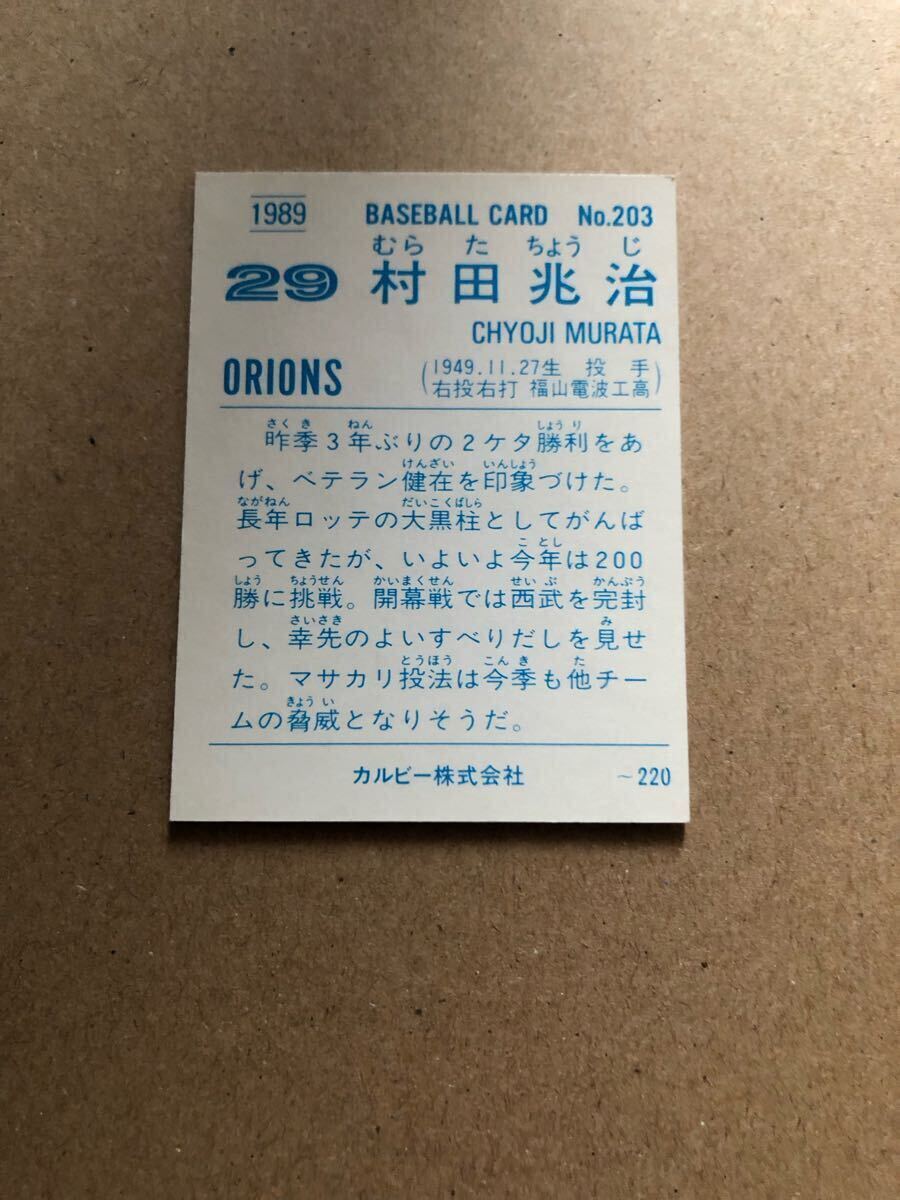 1989 BASEBALL CARD No.203
むら た ちょう じ
29 村田兆治
CHYOJI MURATA
ORIONS (1949.11.27生 投手
右投右打 福山電波工高)
さく き ねん しょう り
昨季3年ぶりの2ケタ勝利をあ
けんざい いんしょう
げ、ベテラン健在を印象づけた。
ながねん だいこくばしら
長年ロッテの大黒柱としてがんば
こ とし
ってきたが、いよいよ今年は200
しょう ちょうせん かいまくせん せい ぶ かんぷう
勝に挑戦。開幕戦では西武を完封
さいさき み
し、幸先のよいすべりだしを見せ
とうほう こん き た
た。マサカリ投法は今季も他チー
きょう い
ムの脅威となりそうだ。
カルビー株式会社 ~220